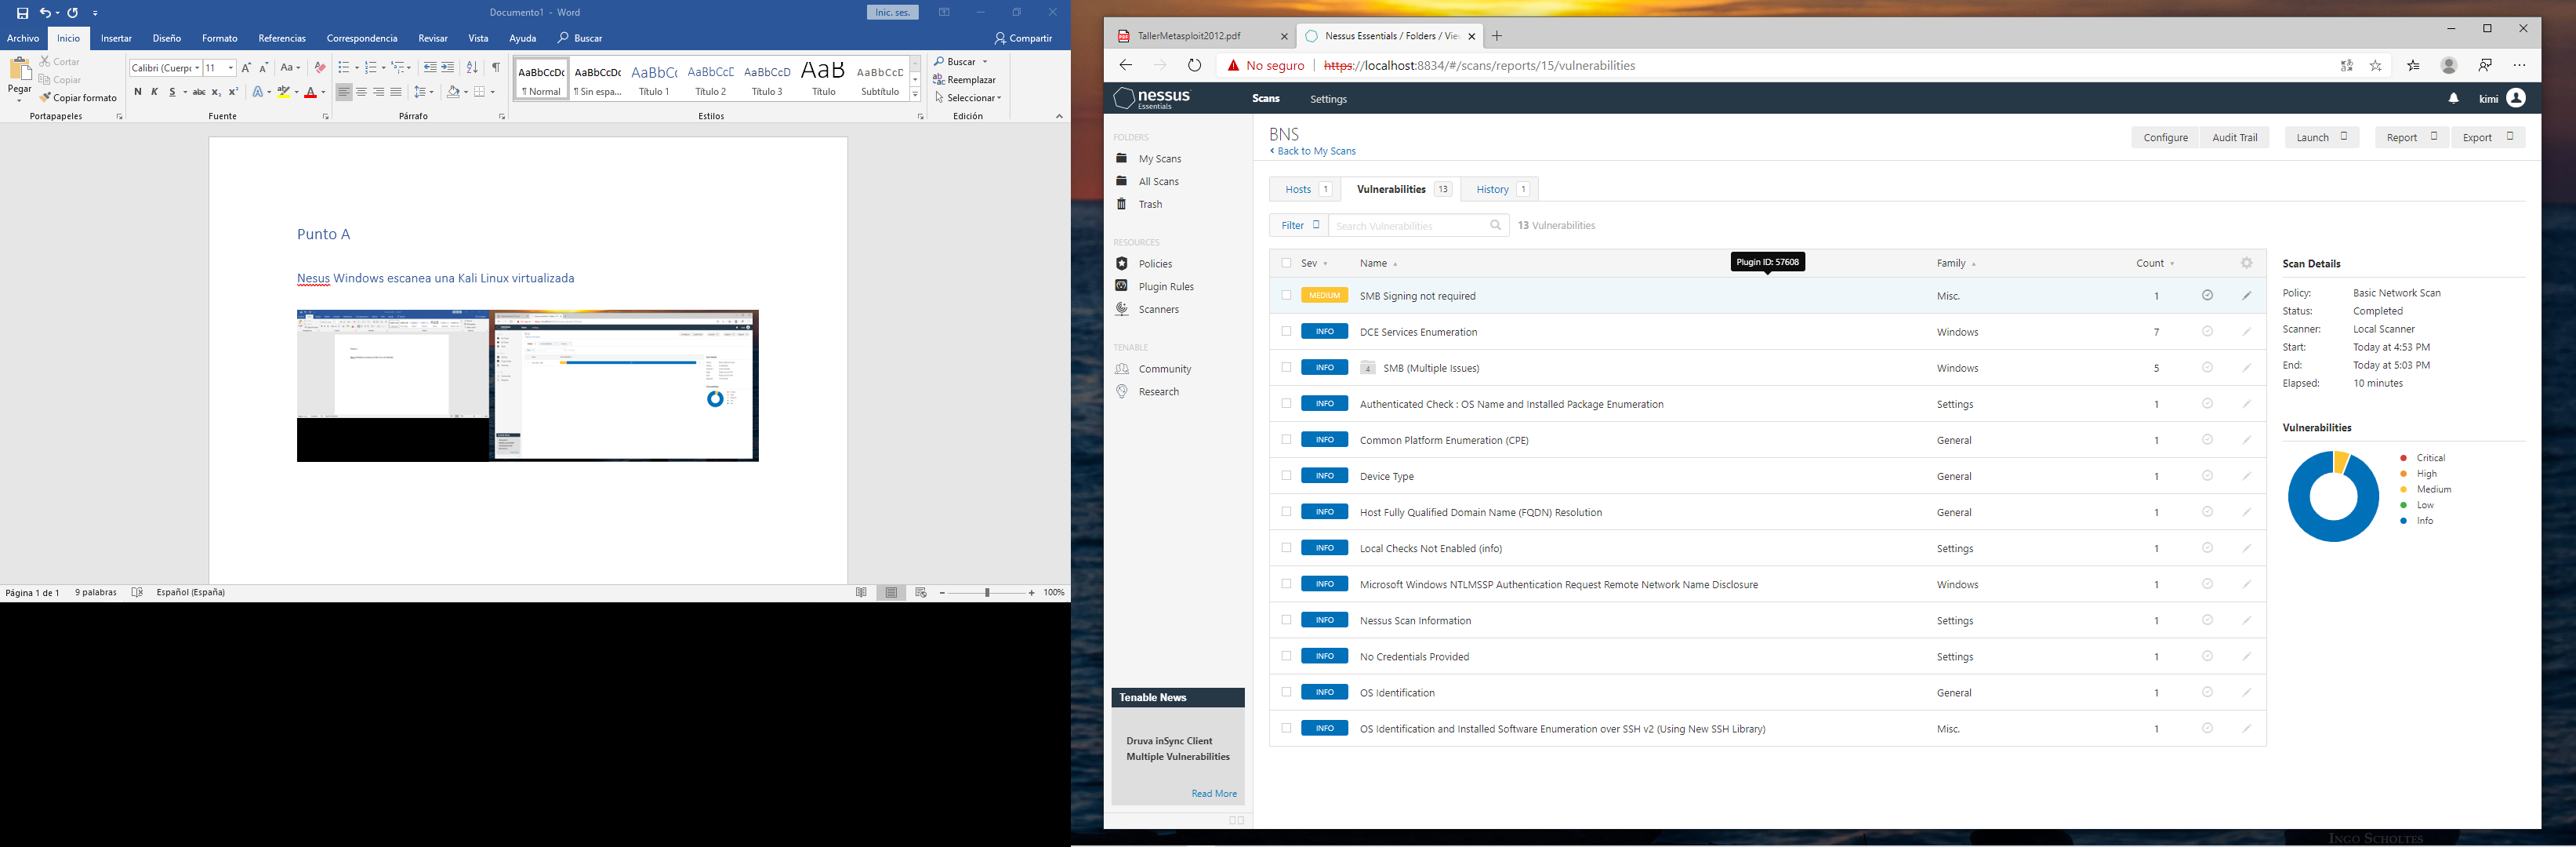 Documento1 - Word
Inic. ses.
Archivo Inicio Insertar Diseño Formato Referencias Correspondencia Revisar Vista Ayuda Buscar Compartir
Pegar
Cortar
Copiar
Copiar formato
Portapapeles
Calibri (Cuerpo 11
Fuente
Párrafo
AaBbCcDc AaBbCcDc AaBbCc AaBbCcD AaBbCcD AaB AaBbCcD
¶ Normal ¶ Sin espa... Título 1 Título 2 Título 3 Título Subtítulo
Estilos
Buscar
Reemplazar
Seleccionar
Edición
Punto A
Nesus Windows escanea una Kali Linux virtualizada
Página 1 de 1 9 palabras Español (España) 100%
TallerMetasploit2012.pdf
Nessus Essentials / Folders / Vie
No seguro https://localhost:8834/#/scans/reports/15/vulnerabilities
nessus Essentials
Scans Settings
kimi
FOLDERS
My Scans
All Scans
Trash
RESOURCES
Policies
Plugin Rules
Scanners
TENABLE
Community
Research
Tenable News
Druva inSync Client
Multiple Vulnerabilities
Read More
BNS
Back to My Scans
Configure Audit Trail Launch Report Export
Hosts 1 Vulnerabilities 13 History 1
Filter Search Vulnerabilities 13 Vulnerabilities
Sev Name Family Count
Plugin ID: 57608
MEDIUM SMB Signing not required Misc. 1
INFO DCE Services Enumeration Windows 7
INFO 4 SMB (Multiple Issues) Windows 5
INFO Authenticated Check : OS Name and Installed Package Enumeration Settings 1
INFO Common Platform Enumeration (CPE) General 1
INFO Device Type General 1
INFO Host Fully Qualified Domain Name (FQDN) Resolution General 1
INFO Local Checks Not Enabled (info) Settings 1
INFO Microsoft Windows NTLMSSP Authentication Request Remote Network Name Disclosure Windows 1
INFO Nessus Scan Information Settings 1
INFO No Credentials Provided Settings 1
INFO OS Identification General 1
INFO OS Identification and Installed Software Enumeration over SSH v2 (Using New SSH Library) Misc. 1
Scan Details
Policy: Basic Network Scan
Status: Completed
Scanner: Local Scanner
Start: Today at 4:53 PM
End: Today at 5:03 PM
Elapsed: 10 minutes
Vulnerabilities
Critical
High
Medium
Low
Info
INGO SCHOLTES